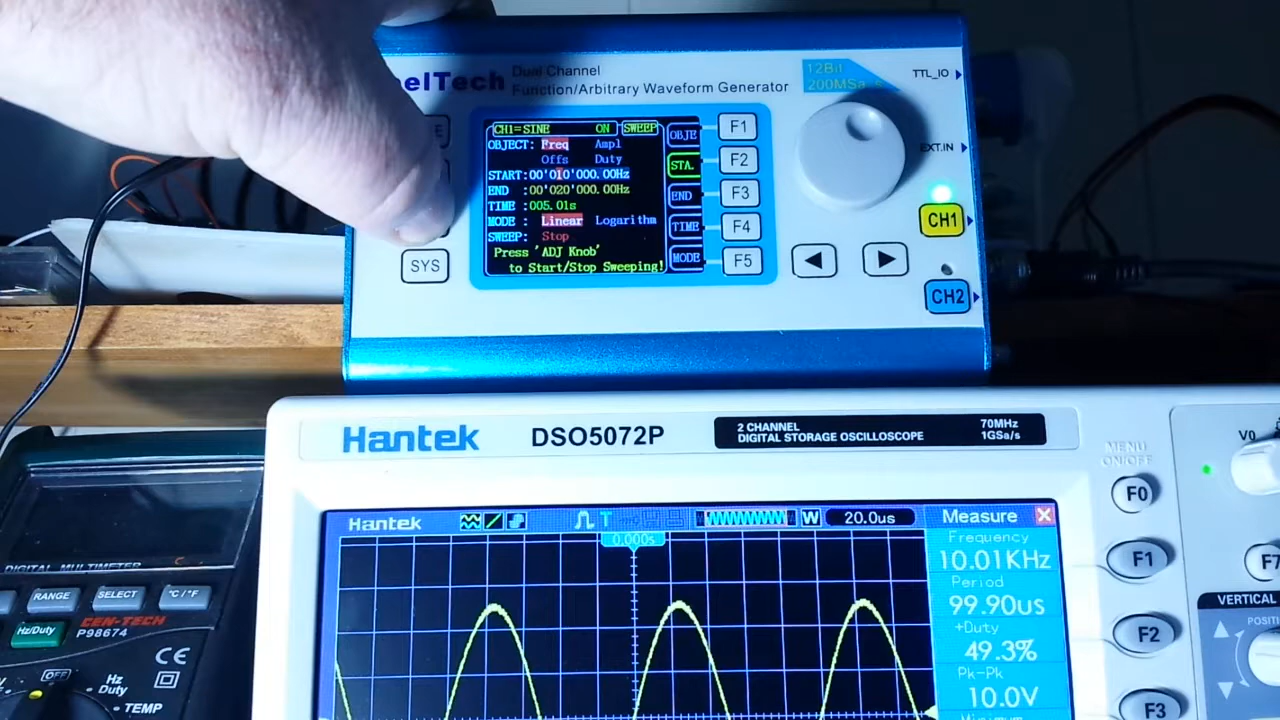 elTech
Dual Channel
Function/Arbitrary Waveform Generator
12Bit
200MSa/s
TTL_IO
EXT.IN
CH1
CH2
E
SYS
CH1=SINE ON SWEEP
OBJECT: Freq Ampl
Offs Duty
START:00'010'000.00Hz
END :00'020'000.00Hz
TIME :005.01s
MODE : Linear Logarithm
SWEEP: Stop
Press 'ADJ Knob'
to Start/Stop Sweeping!
OBJE
STA.
END
TIME
MODE
F1
F2
F3
F4
F5
Hantek
DSO5072P
2 CHANNEL
DIGITAL STORAGE OSCILLOSCOPE
70MHz
1GSa/s
MENU
ON/OFF
F0
F1
F2
F3
V0
F7
VERTICAL
POSITI
Hantek
T
W
20.0us
0.000s
Measure
Frequency
10.01KHz
Period
99.90us
+Duty
49.3%
Pk-Pk
10.0V
Minimum
DIGITAL MULTIMETER
RANGE
SELECT
°C/°F
Hz/Duty
CEN-TECH
P98674
CE
OFF
Hz
Duty
TEMP